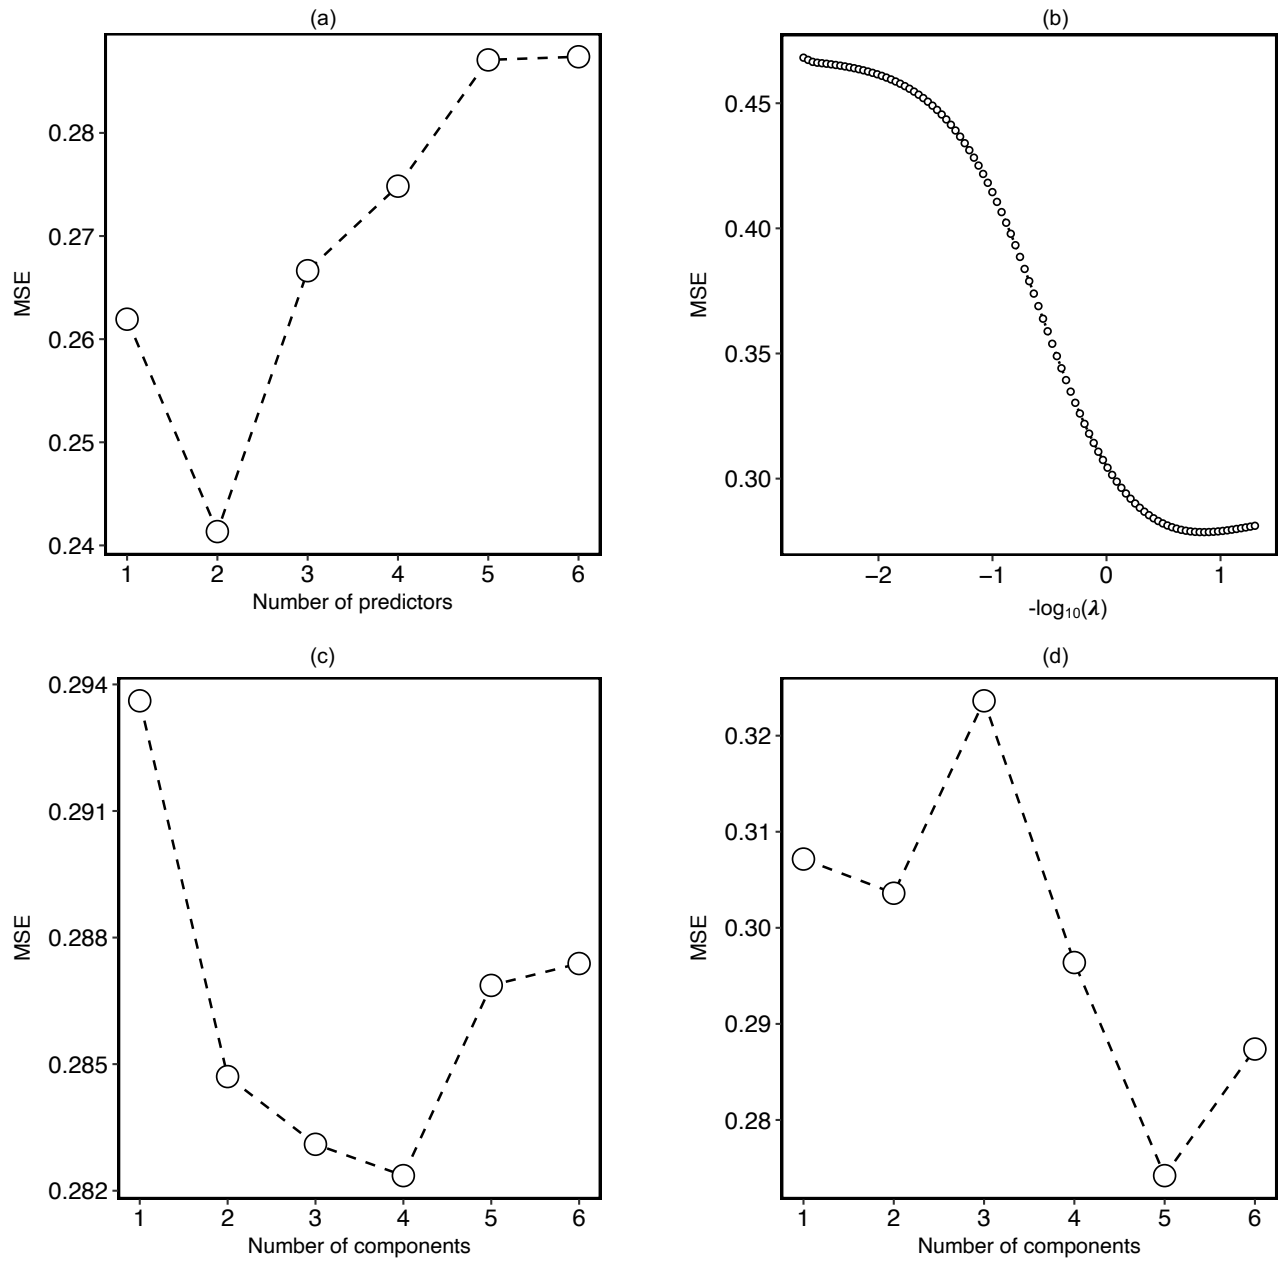 (a)
MSE
0.28
0.27
0.26
0.25
0.24
1 2 3 4 5 6
Number of predictors
(b)
MSE
0.45
0.40
0.35
0.30
−2 −1 0 1
-log₁₀(λ)
(c)
MSE
0.294
0.291
0.288
0.285
0.282
1 2 3 4 5 6
Number of components
(d)
MSE
0.32
0.31
0.30
0.29
0.28
1 2 3 4 5 6
Number of components